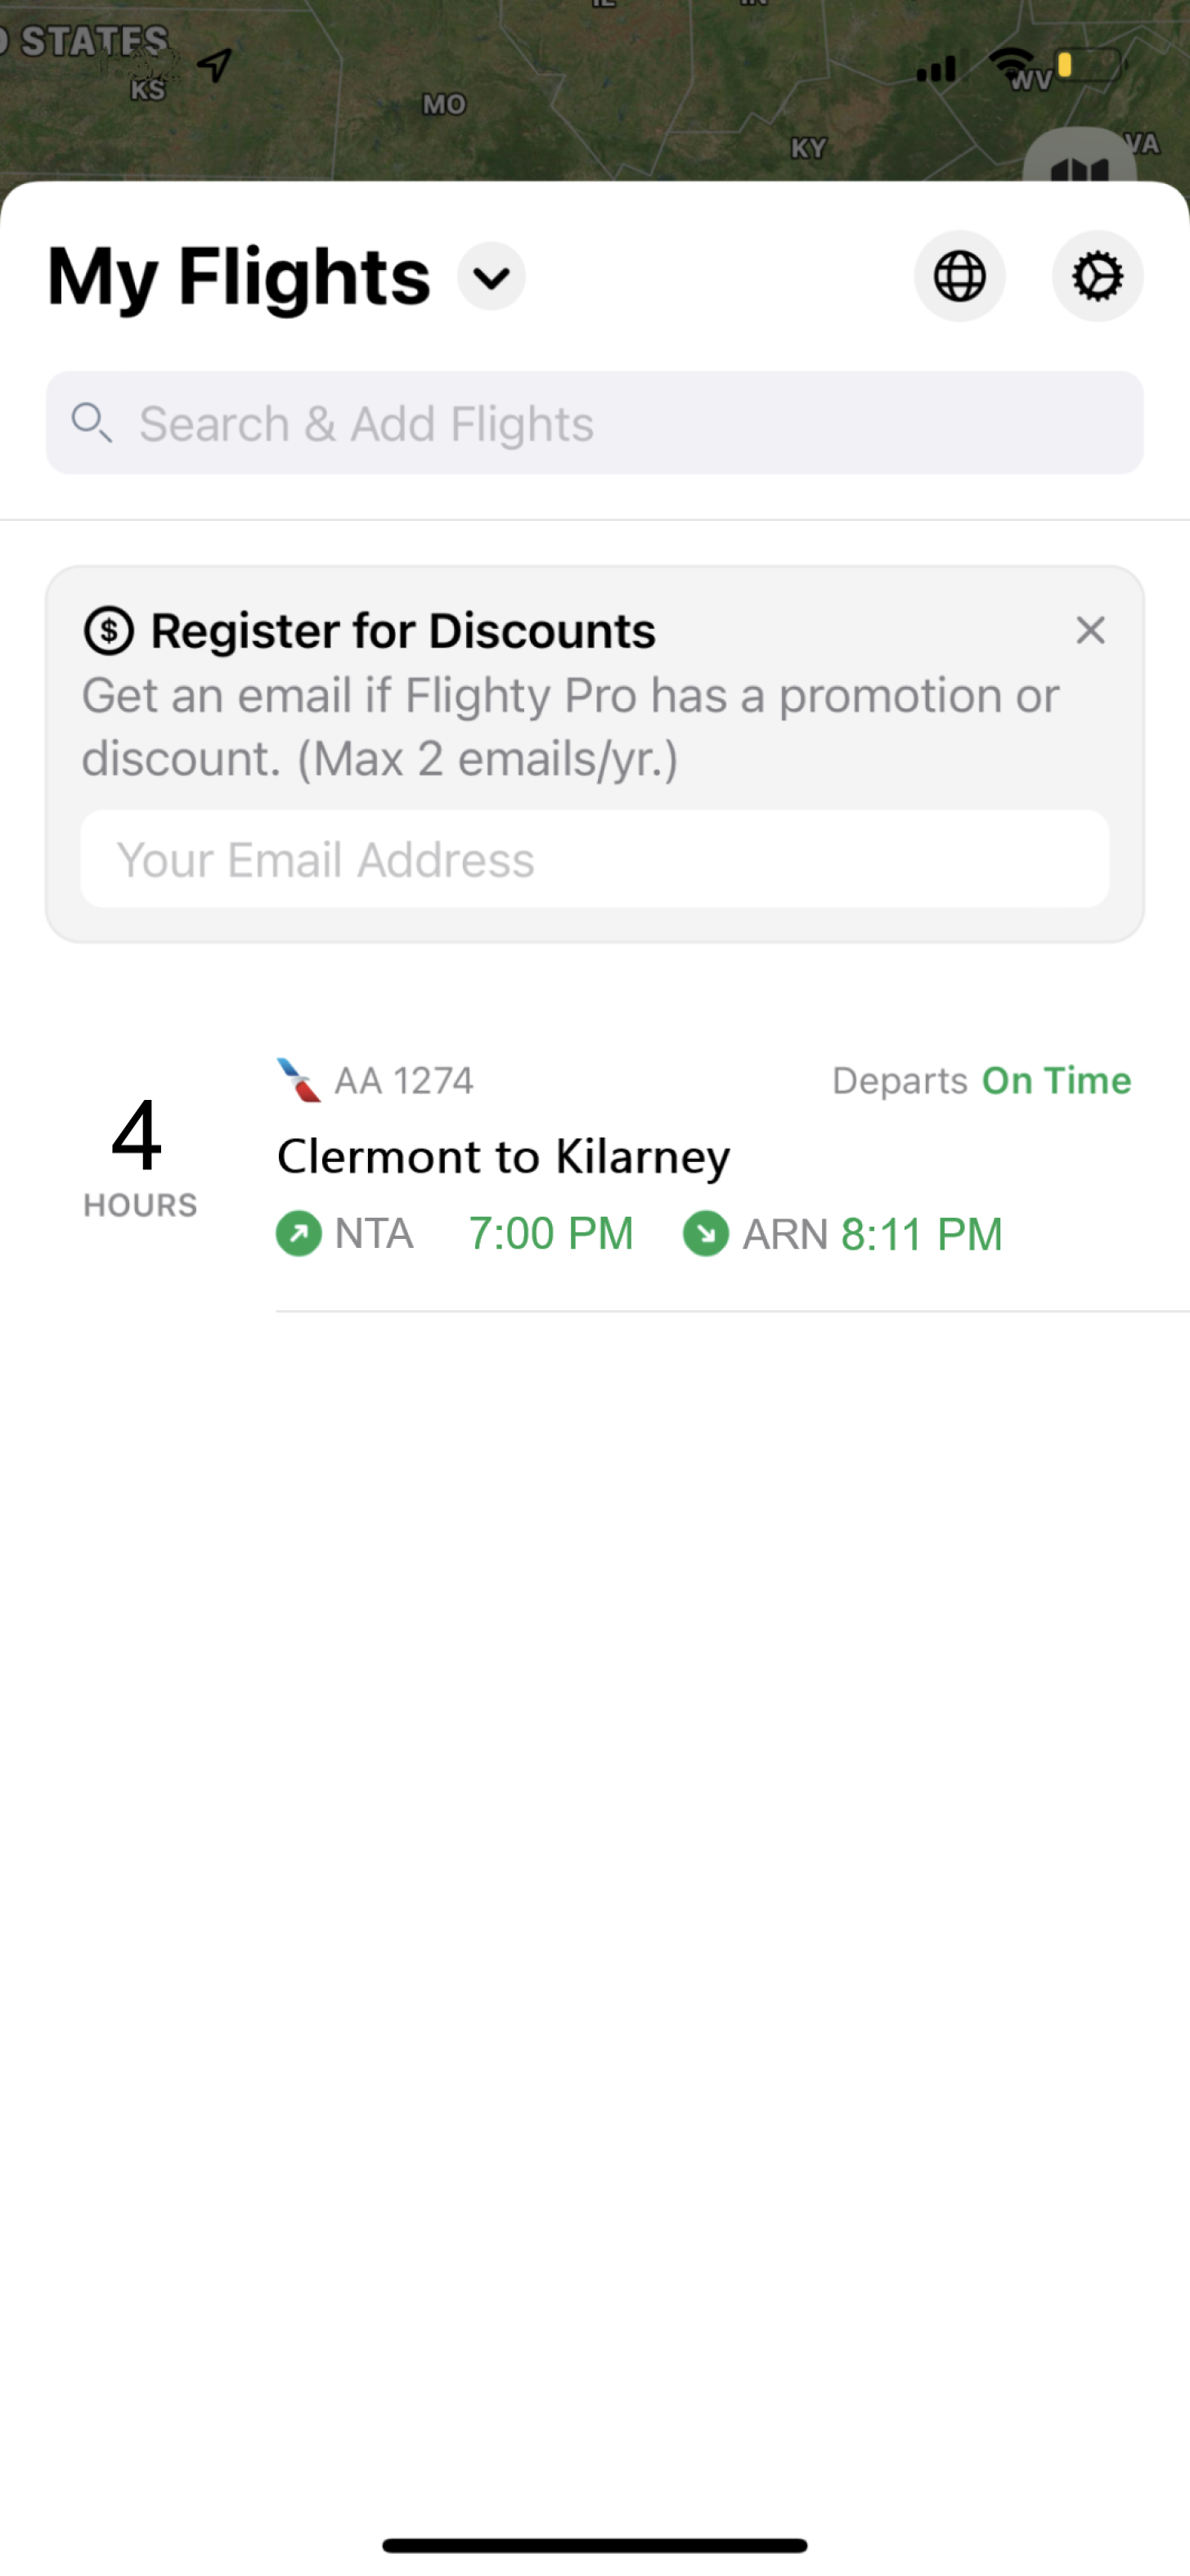 STATES
KS
MO
KY
WV
VA
My Flights
Search & Add Flights
Register for Discounts
Get an email if Flighty Pro has a promotion or
discount. (Max 2 emails/yr.)
Your Email Address
AA 1274 Departs On Time
4
HOURS
Clermont to Kilarney
NTA 7:00 PM ARN 8:11 PM